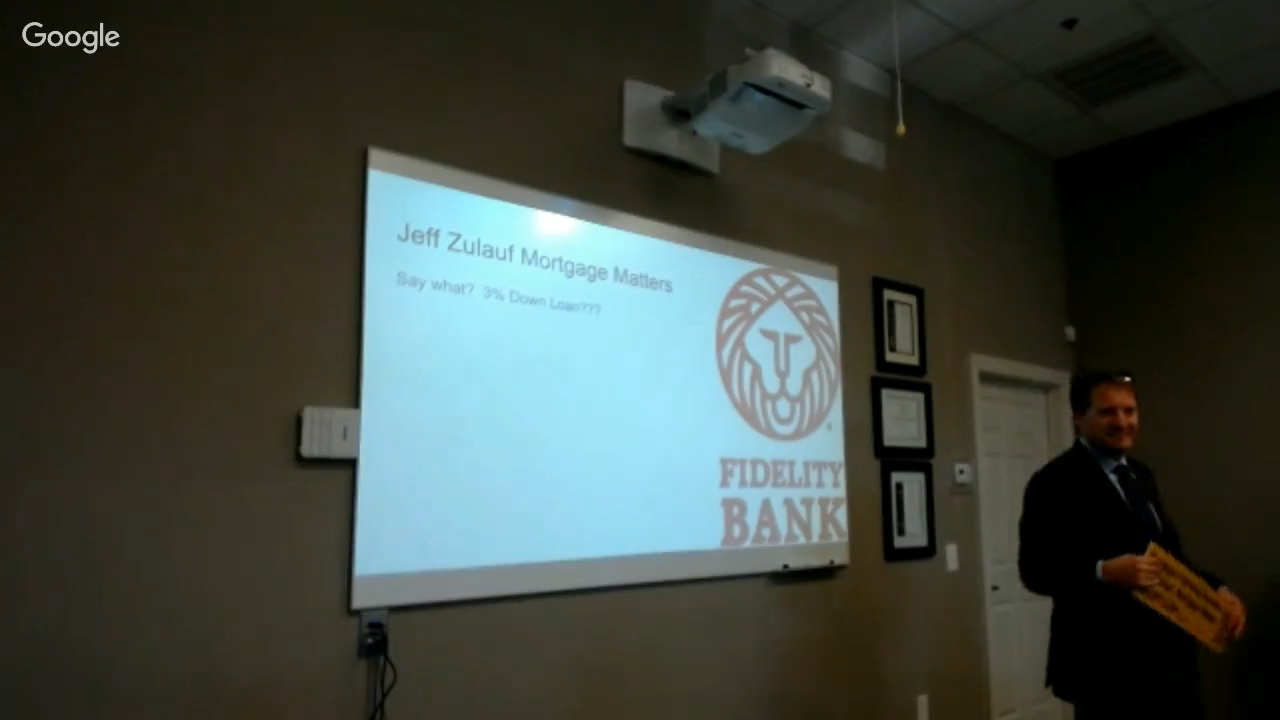 Google
Jeff Zulauf Mortgage Matters
Say what? 3% Down Loan???
FIDELITY
BANK